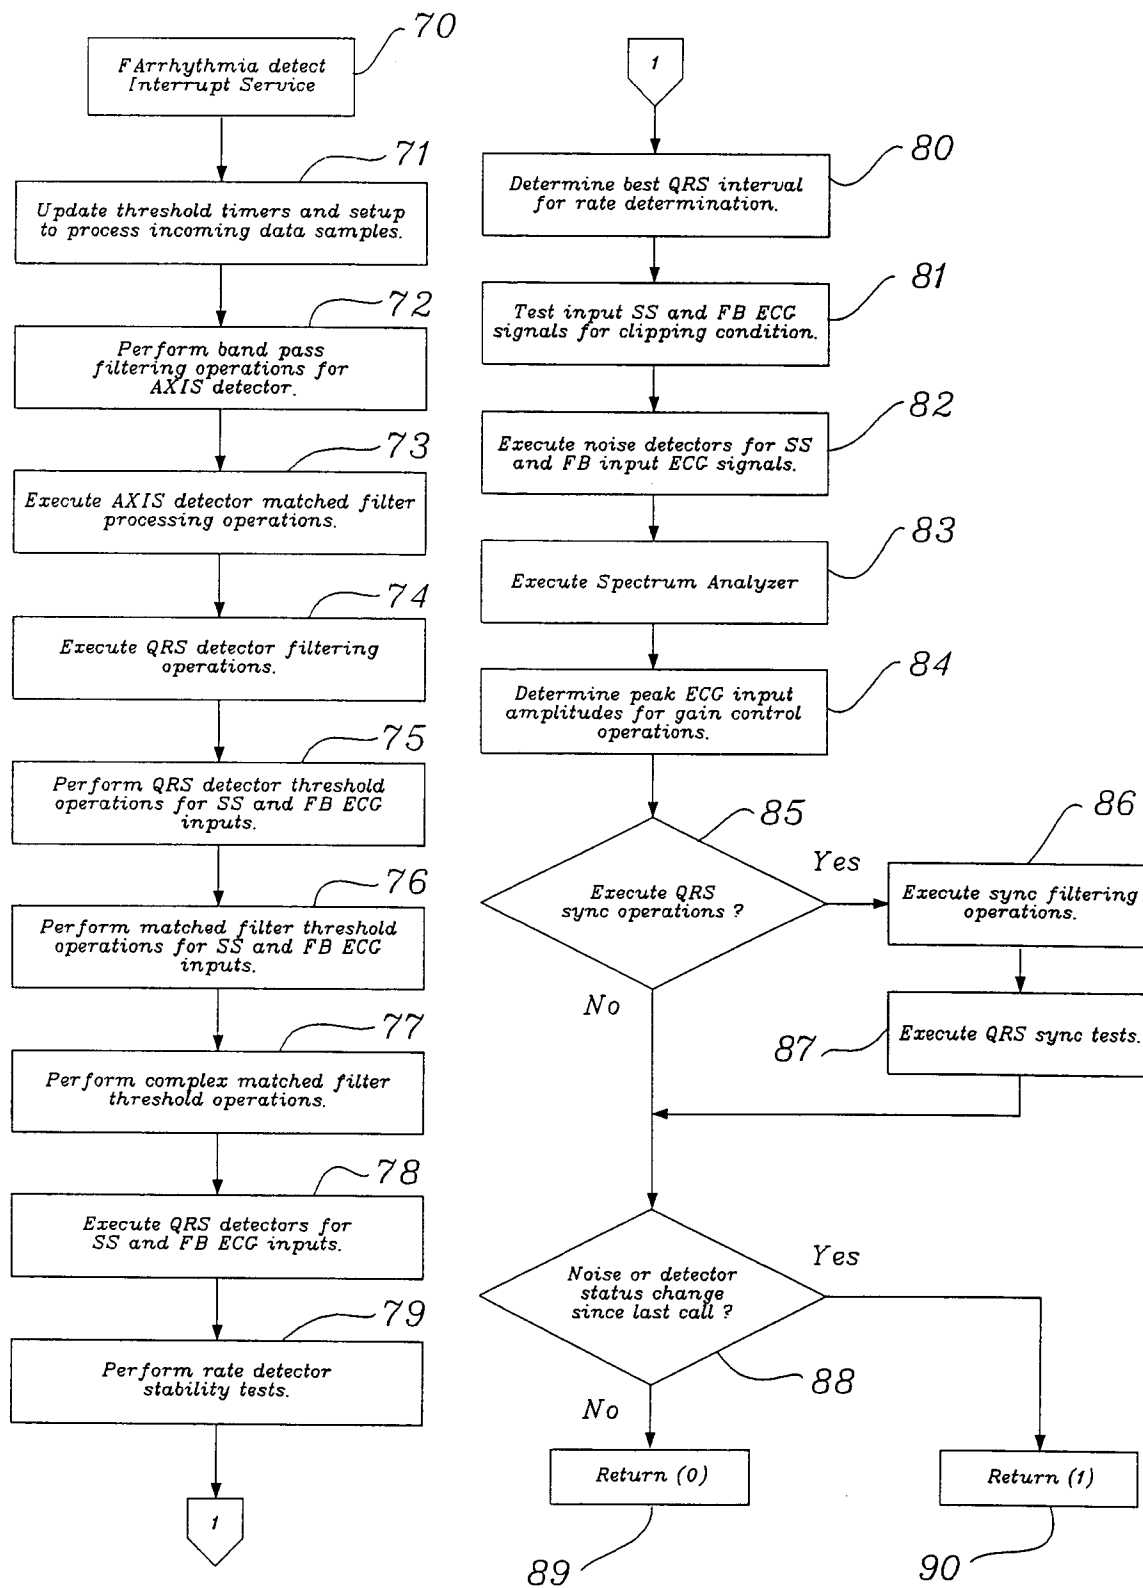 70
FArrhythmia detect
Interrupt Service
71
Update threshold timers and setup
to process incoming data samples.
72
Perform band pass
filtering operations for
AXIS detector.
73
Execute AXIS detector matched filter
processing operations.
74
Execute QRS detector filtering
operations.
75
Perform QRS detector threshold
operations for SS and FB ECG
inputs.
76
Perform matched filter threshold
operations for SS and FB ECG
inputs.
77
Perform complex matched filter
threshold operations.
78
Execute QRS detectors for
SS and FB ECG inputs.
79
Perform rate detector
stability tests.
1
1
80
Determine best QRS interval
for rate determination.
81
Test input SS and FB ECG
signals for clipping condition.
82
Execute noise detectors for SS
and FB input ECG signals.
83
Execute Spectrum Analyzer
84
Determine peak ECG input
amplitudes for gain control
operations.
85
Execute QRS
sync operations ?
Yes
86
Execute sync filtering
operations.
No
87
Execute QRS sync tests.
Noise or detector
status change
since last call ?
Yes
88
No
Return (0)
89
Return (1)
90